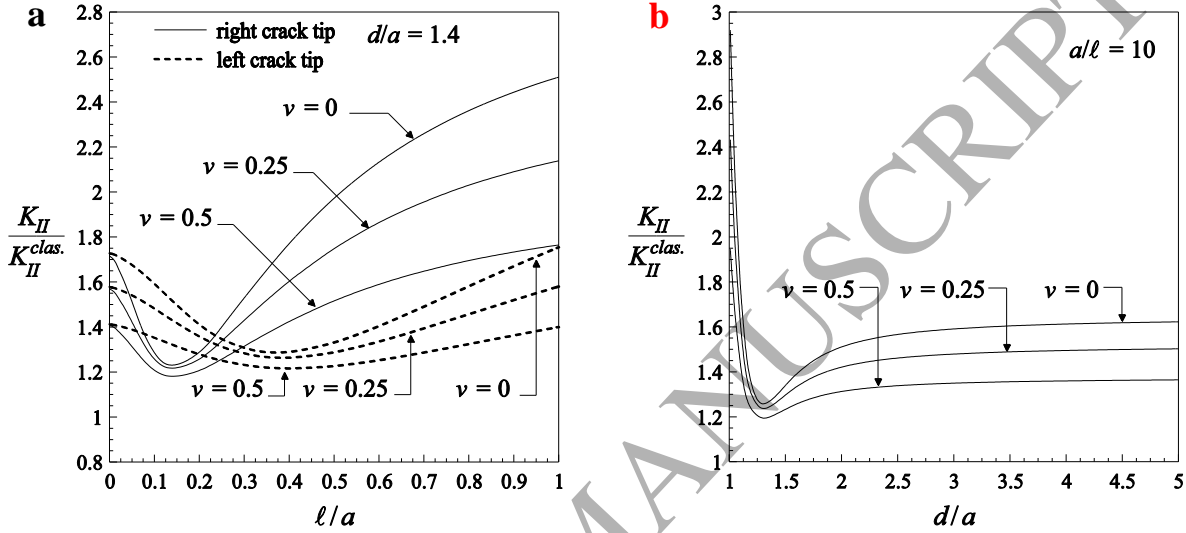 a
right crack tip
left crack tip
d/a = 1.4
2.8
2.6
2.4
2.2
2
1.8
1.6
1.4
1.2
1
0.8
K_II
K_II^clas.
ν = 0
ν = 0.25
ν = 0.5
ν = 0.5
ν = 0.25
ν = 0
0 0.1 0.2 0.3 0.4 0.5 0.6 0.7 0.8 0.9 1
ℓ/a
b
a/ℓ = 10
3
2.8
2.6
2.4
2.2
2
1.8
1.6
1.4
1.2
1
K_II
K_II^clas.
ν = 0.5
ν = 0.25
ν = 0
1 1.5 2 2.5 3 3.5 4 4.5 5
d/a
MANUSCRIPT